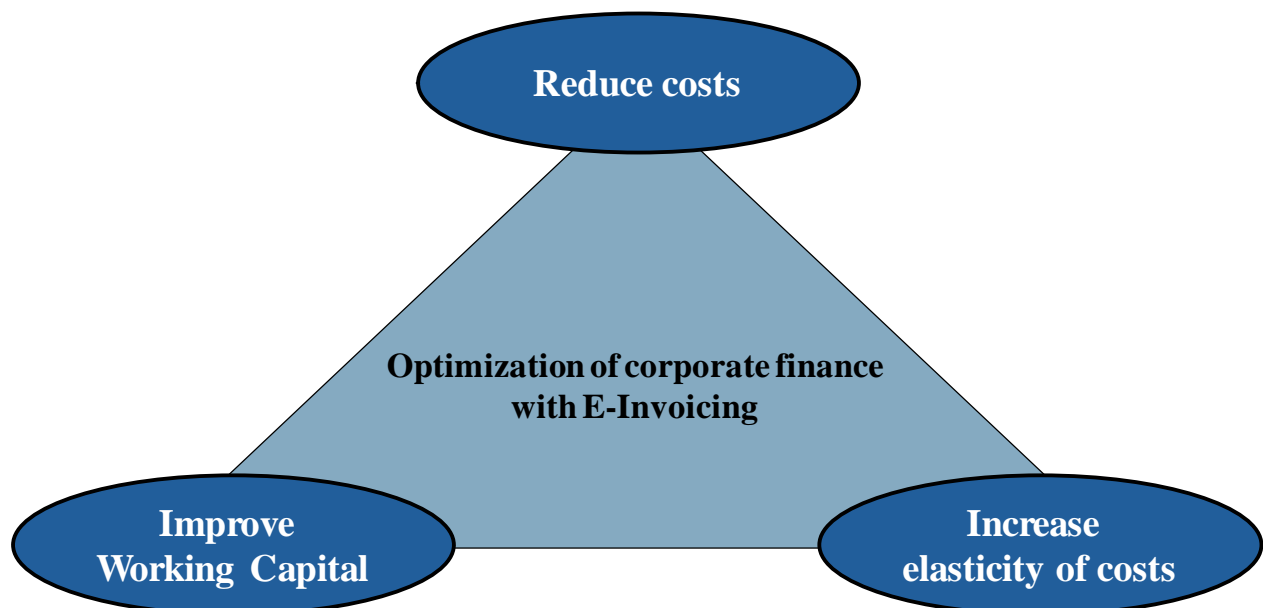 Reduce costs
Optimization of corporate finance
with E-Invoicing
Improve
Working Capital
Increase
elasticity of costs